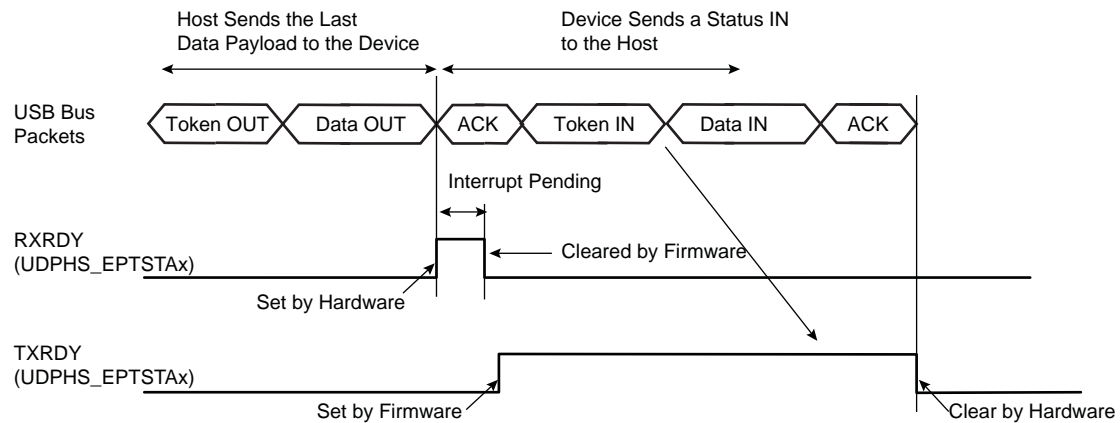 Host Sends the Last
Data Payload to the Device
Device Sends a Status IN
to the Host
USB Bus
Packets
Token OUT
Data OUT
ACK
Token IN
Data IN
ACK
Interrupt Pending
RXRDY
(UDPHS_EPTSTAx)
Cleared by Firmware
Set by Hardware
TXRDY
(UDPHS_EPTSTAx)
Set by Firmware
Clear by Hardware